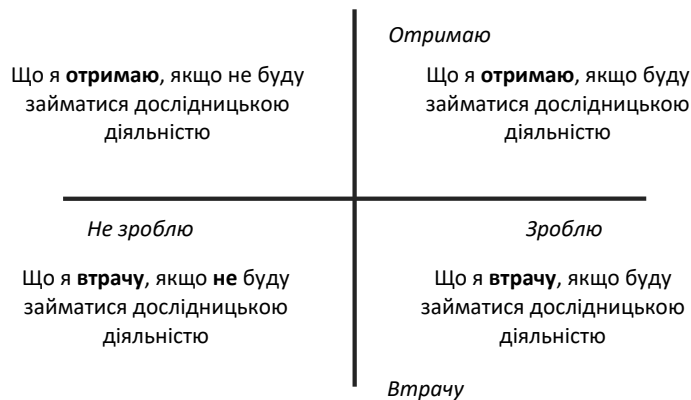 Отримаю
Що я отримаю, якщо не буду
займатися дослідницькою
діяльністю
Що я отримаю, якщо буду
займатися дослідницькою
діяльністю
Не зроблю
Зроблю
Що я втрачу, якщо не буду
займатися дослідницькою
діяльністю
Що я втрачу, якщо буду
займатися дослідницькою
діяльністю
Втрачу